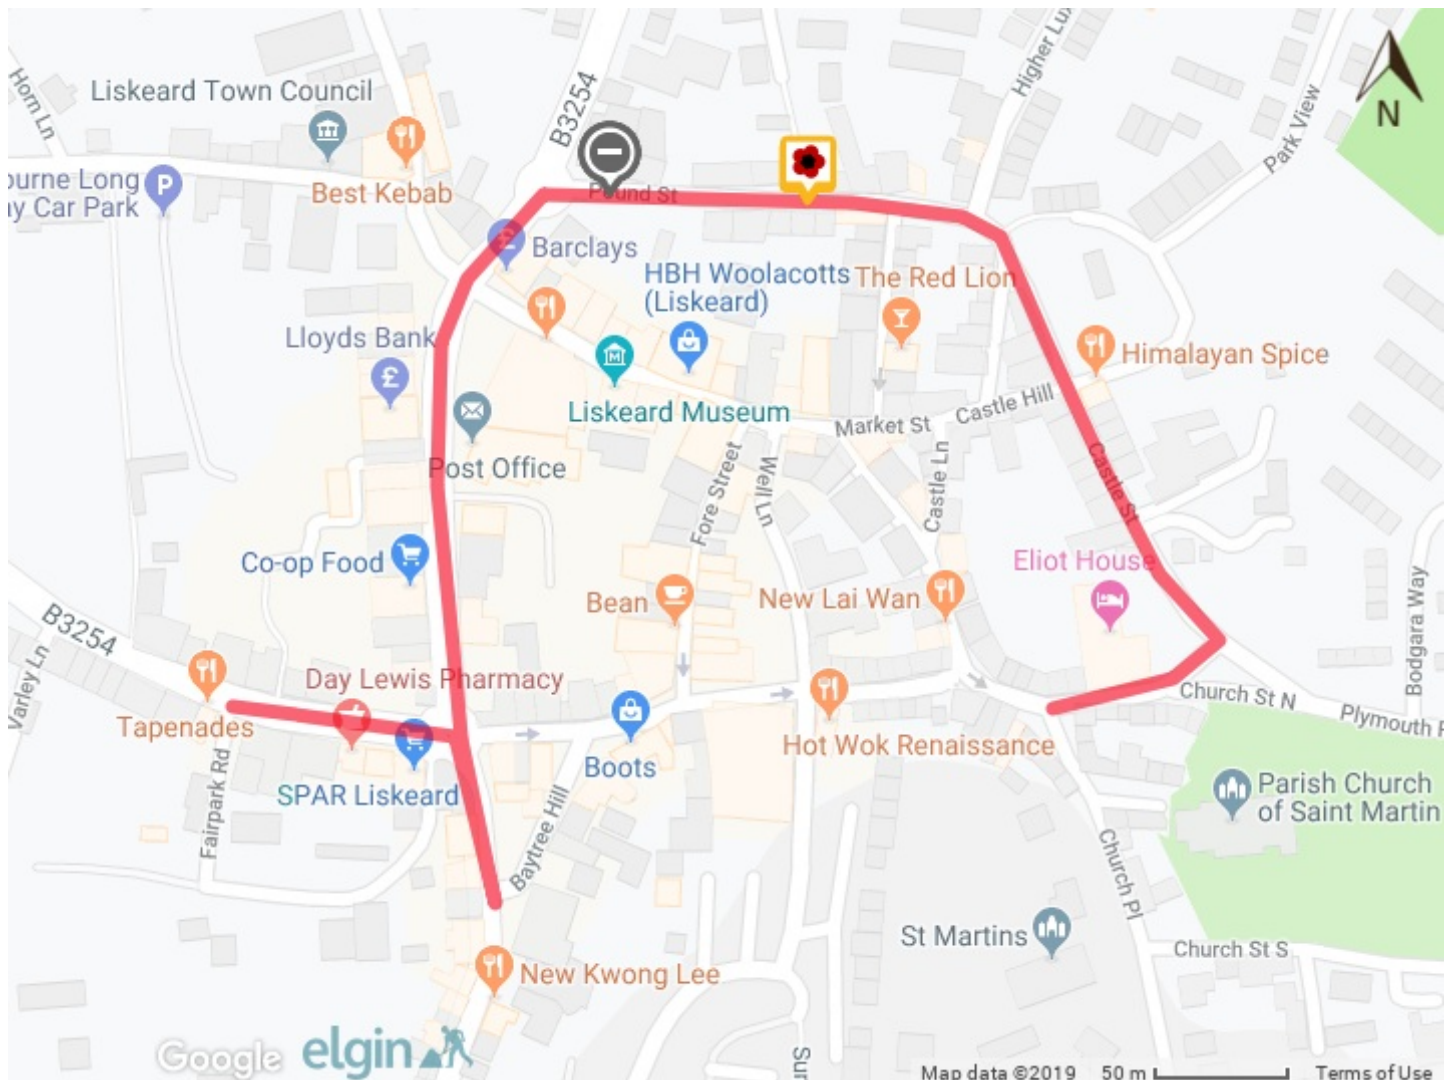 Horn Ln
Liskeard Town Council
B3254
Higher Lux
Park View
N
ourne Long
ay Car Park
P
Best Kebab
Pound St
£
Barclays
HBH Woolacotts
(Liskeard)
The Red Lion
Lloyds Bank
£
Himalayan Spice
M
Liskeard Museum
Castle Hill
Market St
Post Office
Fore Street
Well Ln
Castle Ln
Castle St
Co-op Food
Eliot House
Bean
New Lai Wan
B3254
Varley Ln
Bodgara Way
Day Lewis Pharmacy
Church St N
Plymouth R
Tapenades
Hot Wok Renaissance
Boots
SPAR Liskeard
Fairpark Rd
Baytree Hill
Parish Church
of Saint Martin
Church Pl
St Martins
Church St S
New Kwong Lee
Google
elgin
Sun
Map data ©2019
50 m
Terms of Use